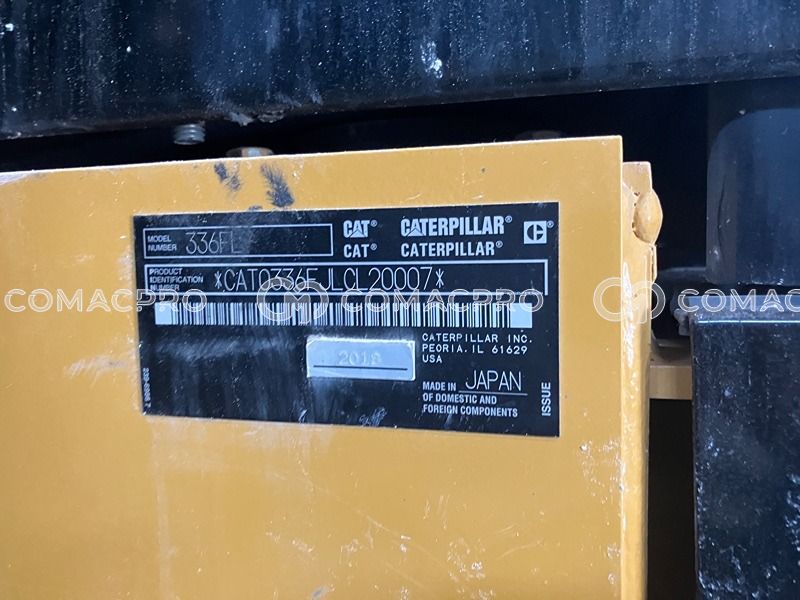 MODEL NUMBER 336FL
CAT® CATERPILLAR®
CAT® CATERPILLAR®
PRODUCT IDENTIFICATION NUMBER *CAT0336FJLCL20007*
COMACPRO COMACPRO COMACPRO
CATERPILLAR INC.
PEORIA.IL 61629
USA
2018
MADE IN JAPAN
OF DOMESTIC AND
FOREIGN COMPONENTS
ISSUE